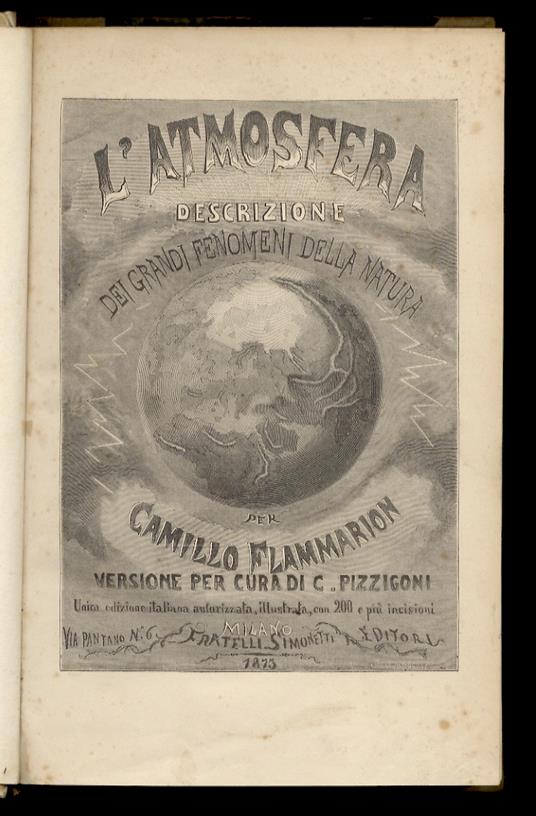 L'ATMOSFERA
DESCRIZIONE
DEI GRANDI FENOMENI DELLA NATURA
PER
CAMILLO FLAMMARION
VERSIONE PER CURA DI C. PIZZIGONI
Unica edizione italiana autorizzata, illustrata, con 200 e più incisioni
MILANO
VIA PANTANO N.º 6. FRATELLI SIMONETTI EDITORI
1873